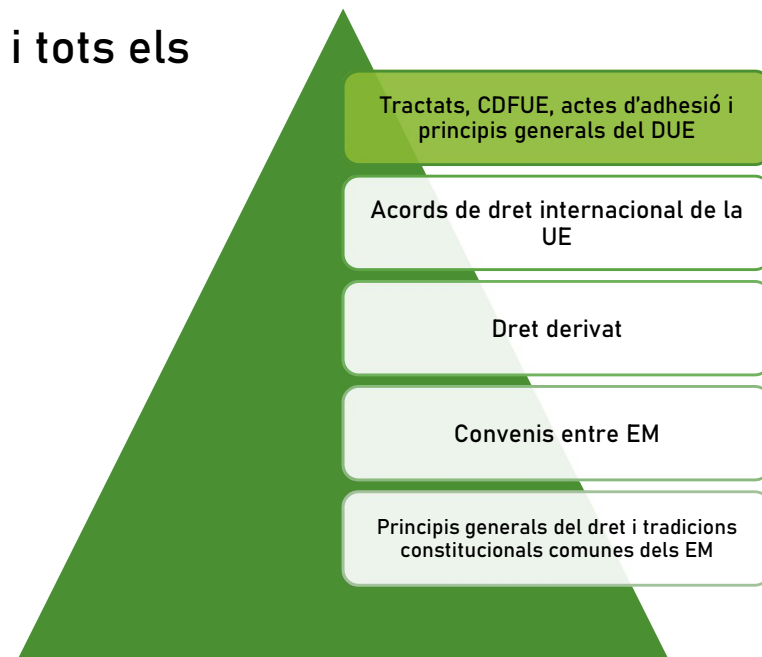 i tots els
Tractats, CDFUE, actes d'adhesió i
principis generals del DUE
Acords de dret internacional de la
UE
Dret derivat
Convenis entre EM
Principis generals del dret i tradicions
constitucionals comunes dels EM